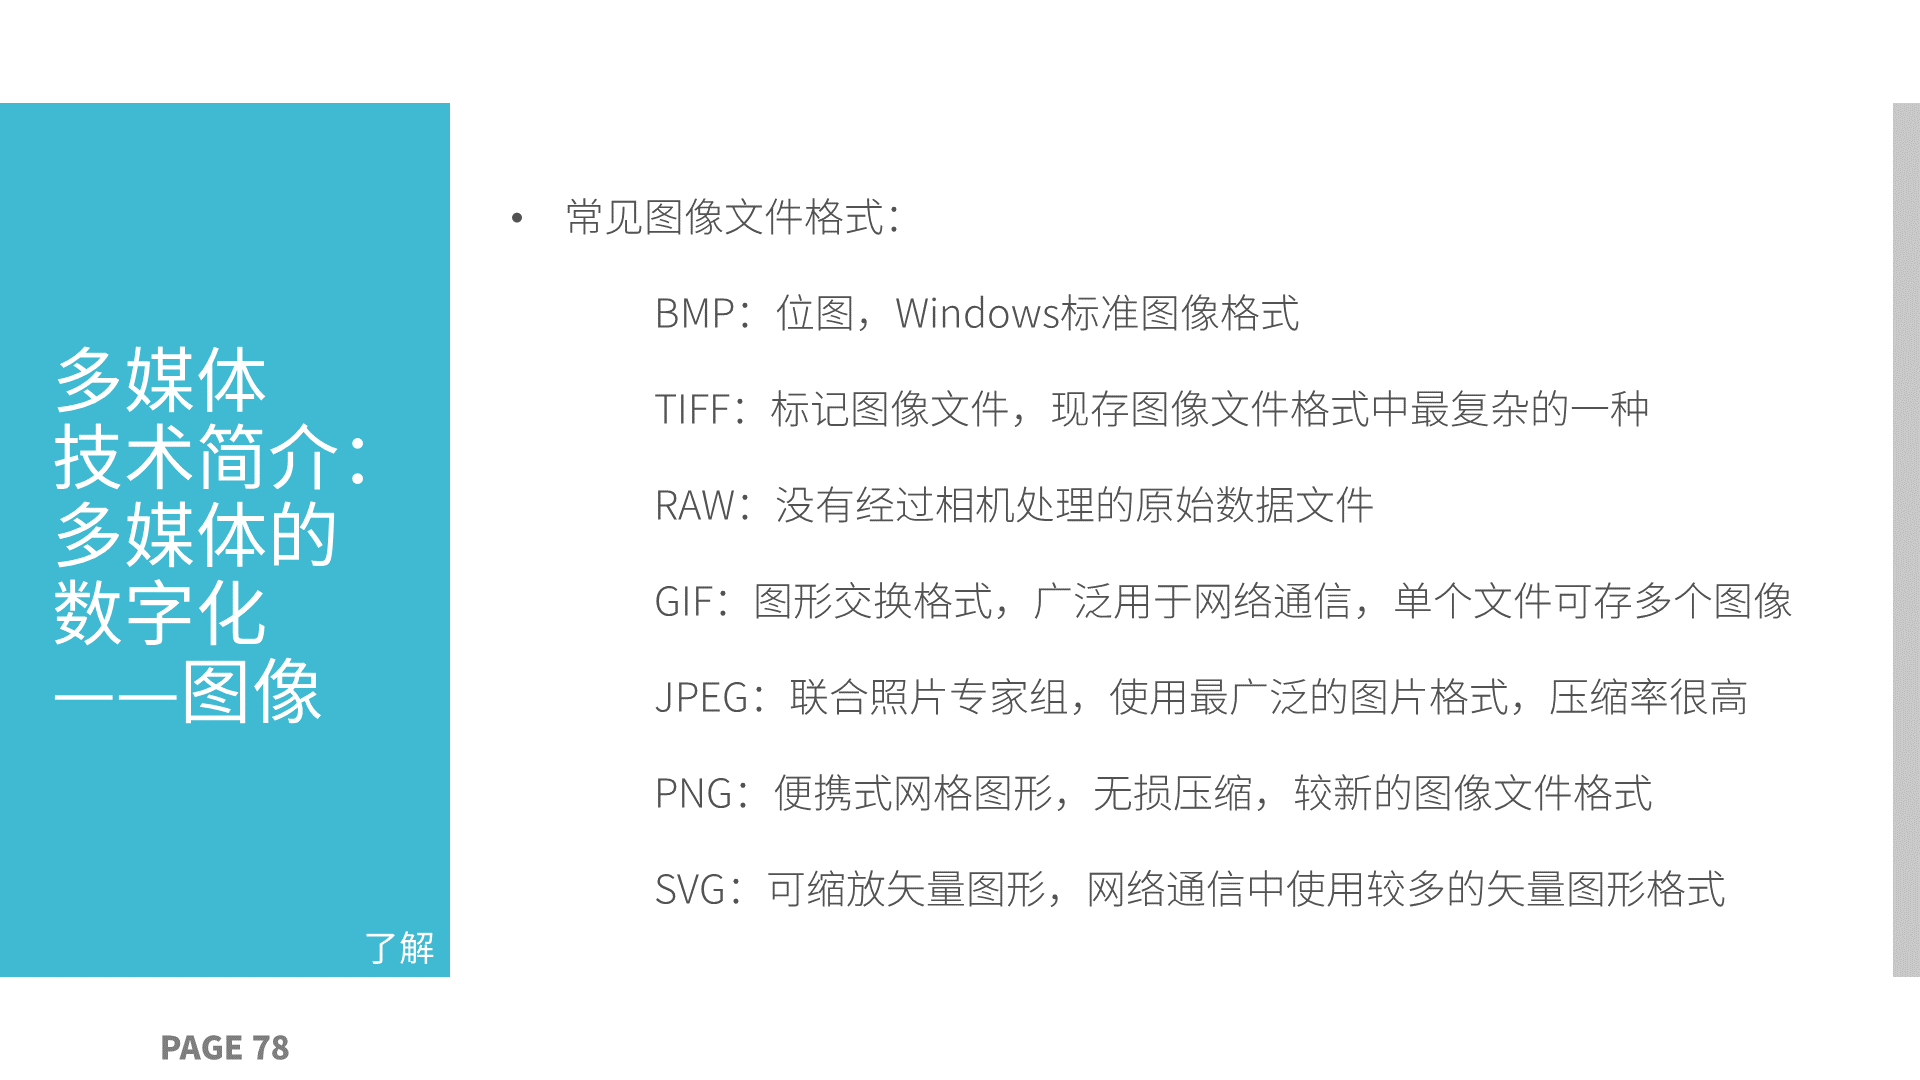 多媒体
技术简介：
多媒体的
数字化
——图像
了解
• 常见图像文件格式：
BMP：位图，Windows标准图像格式
TIFF：标记图像文件，现存图像文件格式中最复杂的一种
RAW：没有经过相机处理的原始数据文件
GIF：图形交换格式，广泛用于网络通信，单个文件可存多个图像
JPEG：联合照片专家组，使用最广泛的图片格式，压缩率很高
PNG：便携式网格图形，无损压缩，较新的图像文件格式
SVG：可缩放矢量图形，网络通信中使用较多的矢量图形格式
PAGE 78